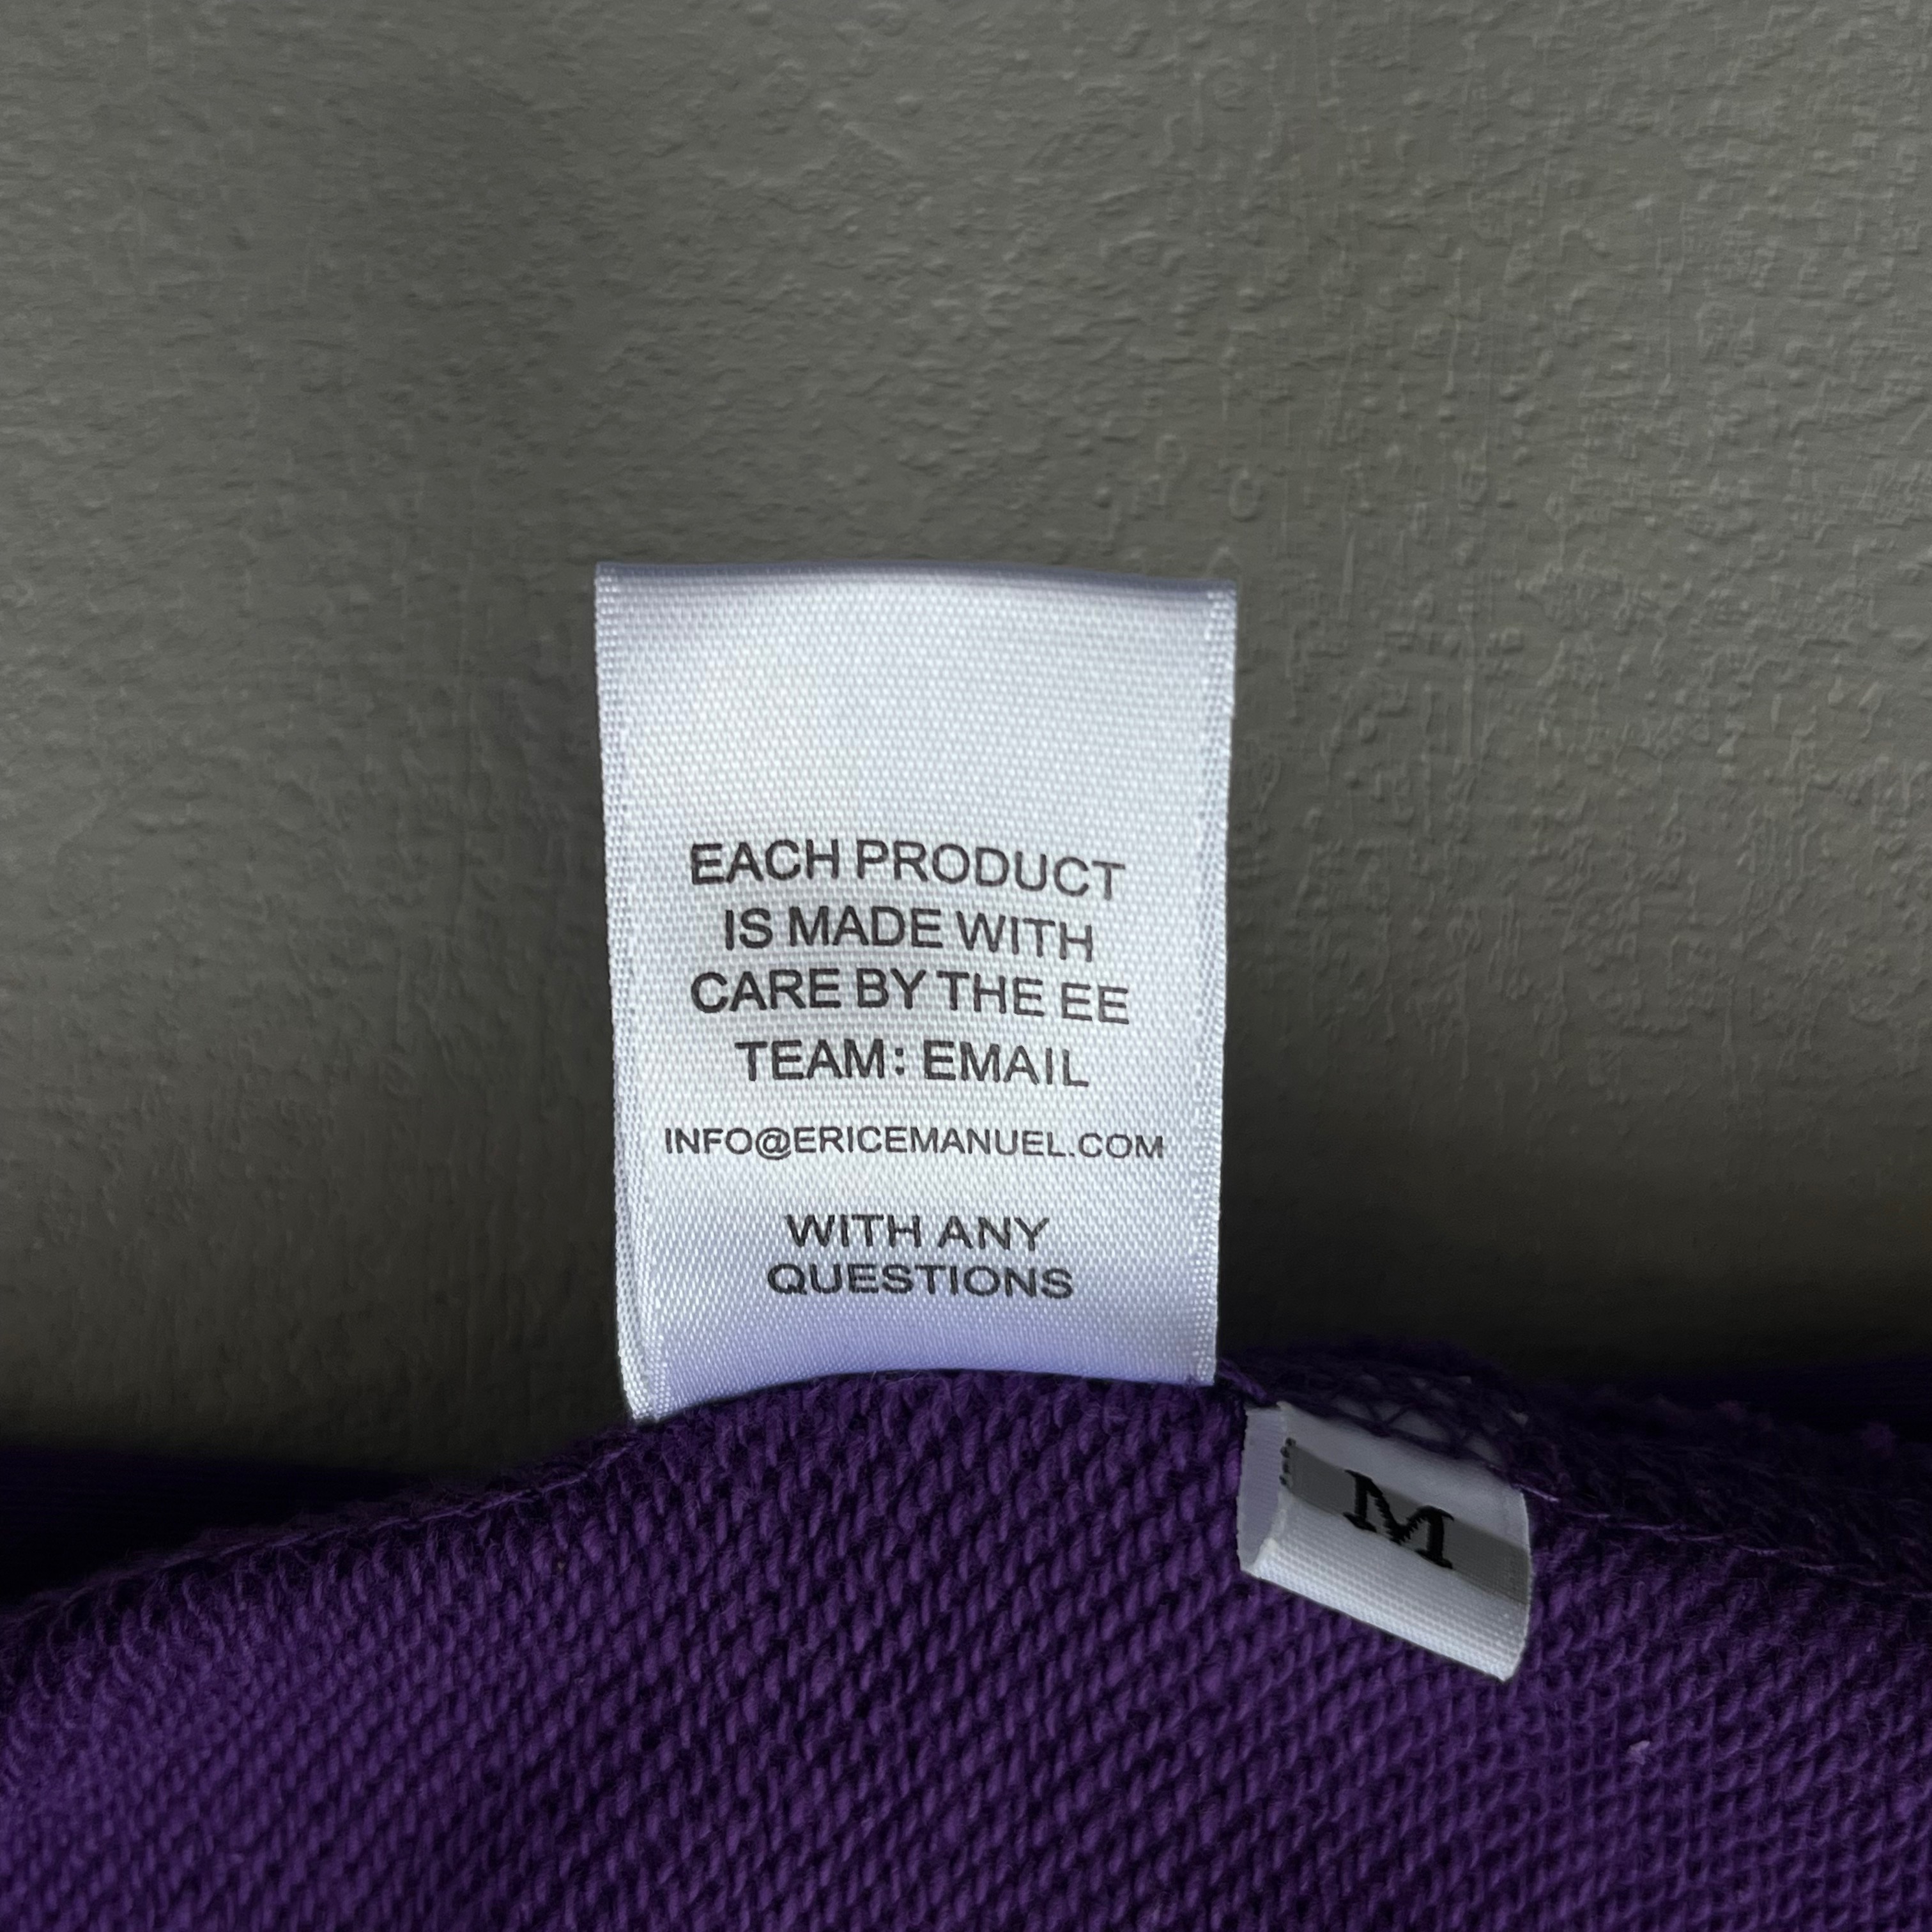 EACH PRODUCT
IS MADE WITH
CARE BY THE EE
TEAM: EMAIL
INFO@ERICEMANUEL.COM
WITH ANY
QUESTIONS
M